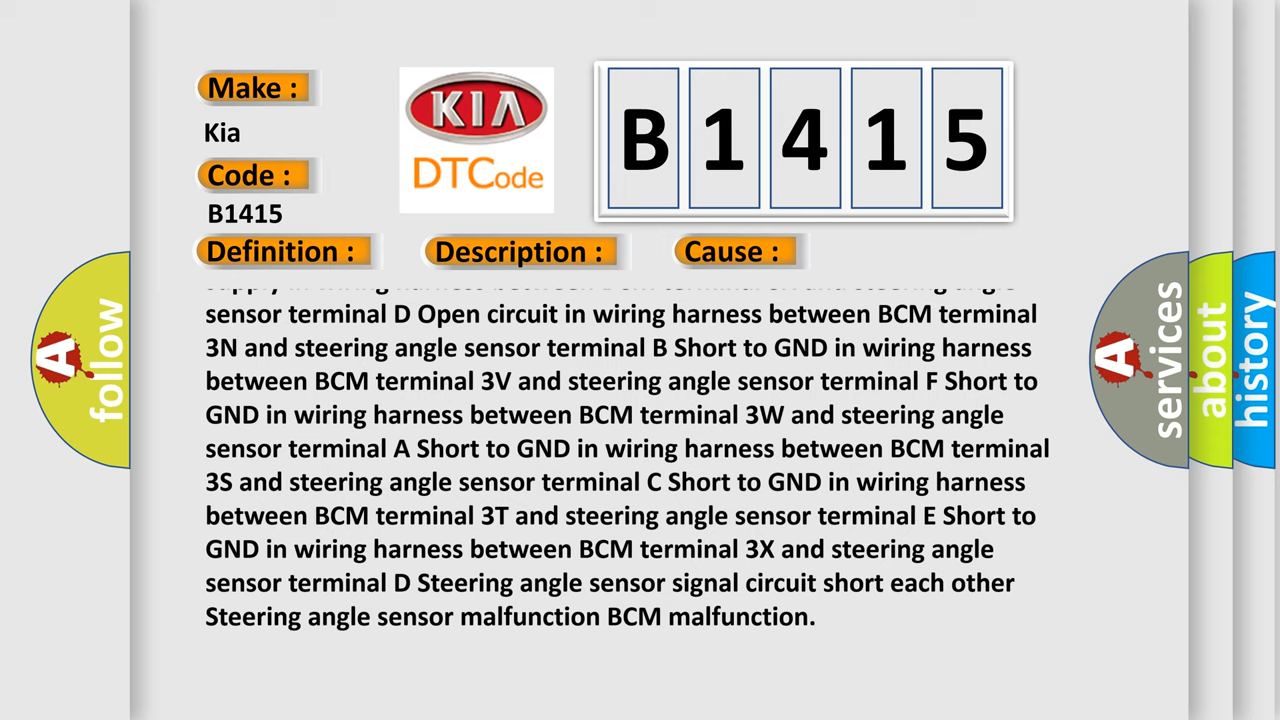 Make :
Kia
Code :
B1415
KIA
DTCode
B1415
Definition :
Description :
Cause :
sensor terminal D Open circuit in wiring harness between BCM terminal
3N and steering angle sensor terminal B Short to GND in wiring harness
between BCM terminal 3V and steering angle sensor terminal F Short to
GND in wiring harness between BCM terminal 3W and steering angle
sensor terminal A Short to GND in wiring harness between BCM terminal
3S and steering angle sensor terminal C Short to GND in wiring harness
between BCM terminal 3T and steering angle sensor terminal E Short to
GND in wiring harness between BCM terminal 3X and steering angle
sensor terminal D Steering angle sensor signal circuit short each other
Steering angle sensor malfunction BCM malfunction.
A
follow
A
services
about
history